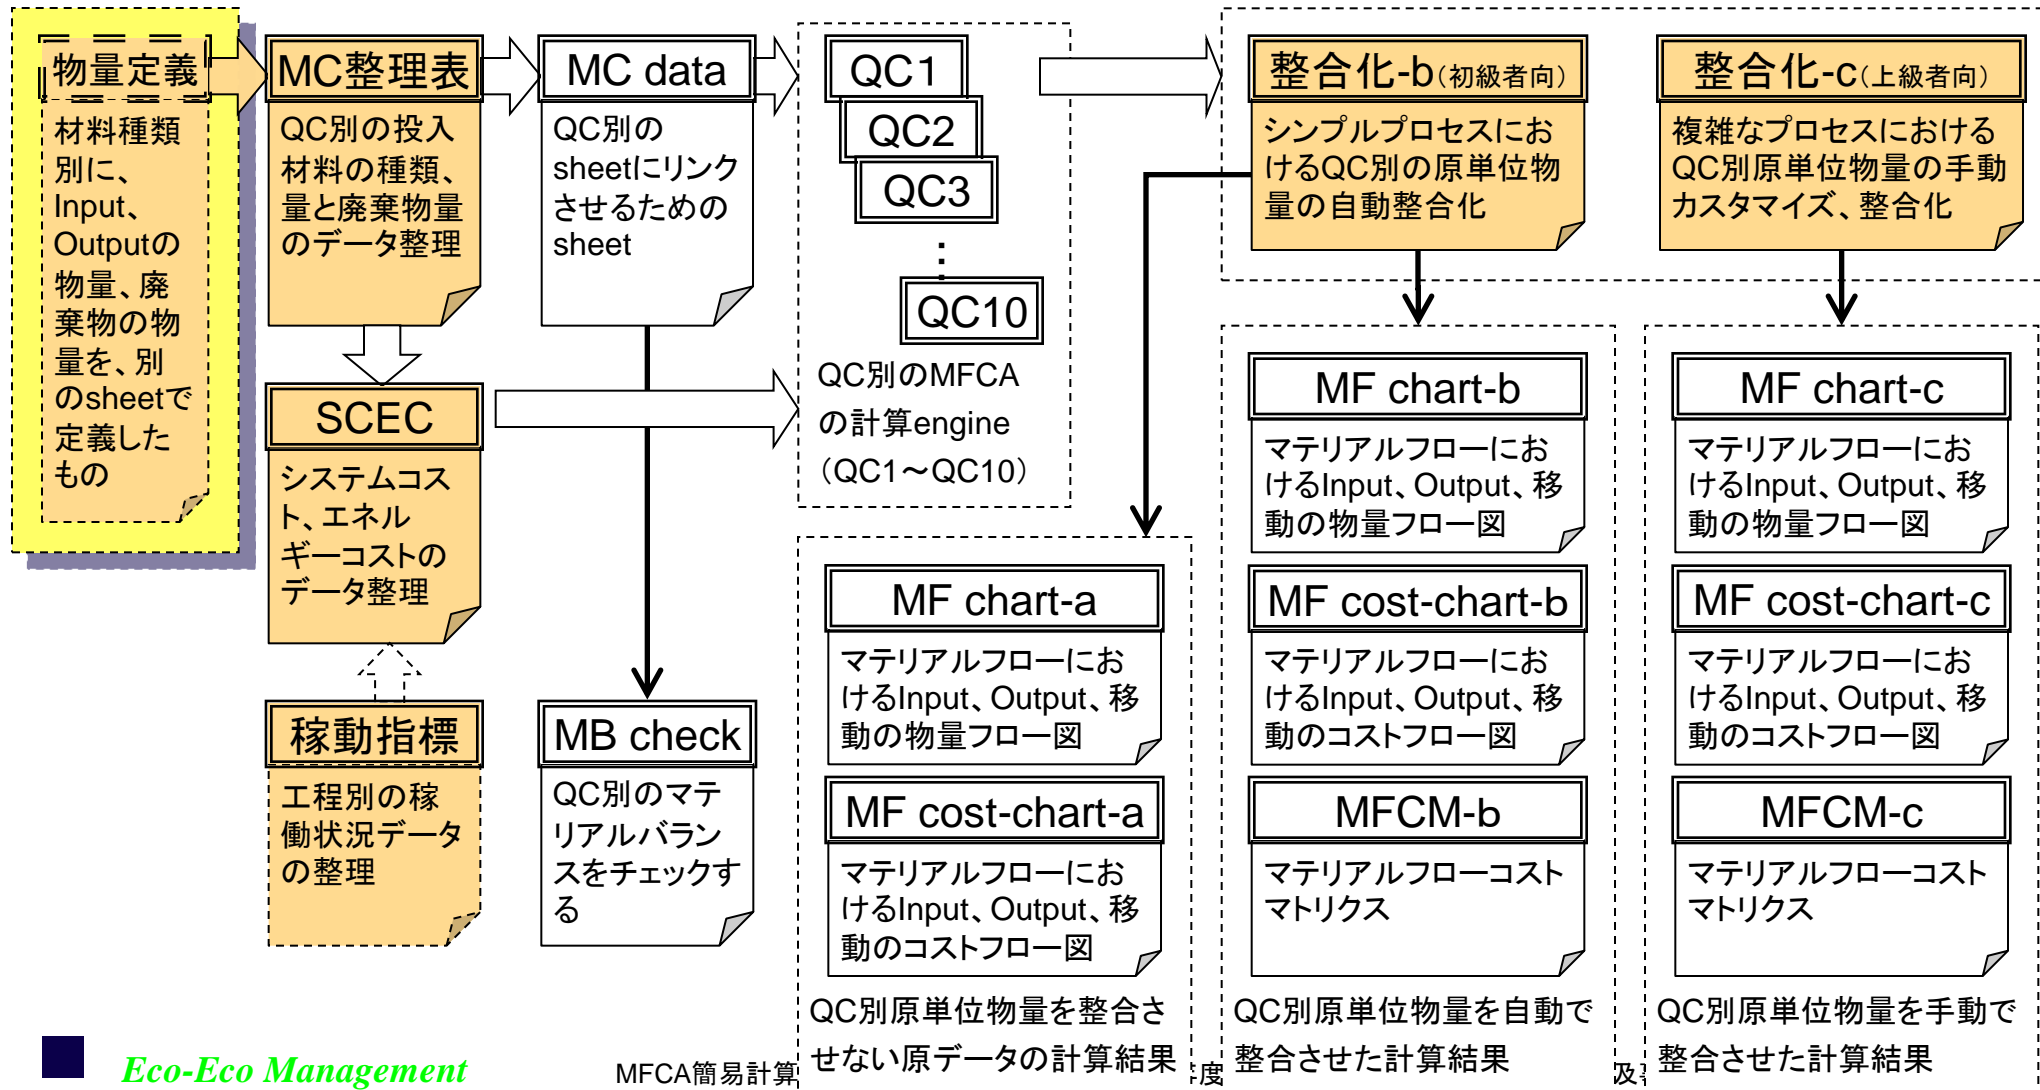 物量定義
材料種類
別に、
Input、
Outputの
物量、廃
棄物の物
量を、別
のsheetで
定義した
もの
MC整理表
QC別の投入
材料の種類、
量と廃棄物量
のデータ整理
SCEC
システムコス
ト、エネル
ギーコストの
データ整理
稼動指標
工程別の稼
働状況データ
の整理
MC data
QC別の
sheetにリンク
させるための
sheet
MB check
QC別のマテ
リアルバラン
スをチェックす
る
QC1
QC2
QC3
：
QC10
QC別のMFCA
の計算engine
（QC1～QC10）
MF chart-a
マテリアルフローにお
けるInput、Output、移
動の物量フロー図
MF cost-chart-a
マテリアルフローにお
けるInput、Output、移
動のコストフロー図
QC別原単位物量を整合さ
せない原データの計算結果
整合化-b（初級者向）
シンプルプロセスにお
けるQC別の原単位物
量の自動整合化
MF chart-b
マテリアルフローにお
けるInput、Output、移
動の物量フロー図
MF cost-chart-b
マテリアルフローにお
けるInput、Output、移
動のコストフロー図
MFCM-b
マテリアルフローコスト
マトリクス
QC別原単位物量を自動で
整合させた計算結果
整合化-c（上級者向）
複雑なプロセスにおける
QC別原単位物量の手動
カスタマイズ、整合化
MF chart-c
マテリアルフローにお
けるInput、Output、移
動の物量フロー図
MF cost-chart-c
マテリアルフローにお
けるInput、Output、移
動のコストフロー図
MFCM-c
マテリアルフローコスト
マトリクス
QC別原単位物量を手動で
整合させた計算結果
Eco-Eco Management
MFCA簡易計算 度 及